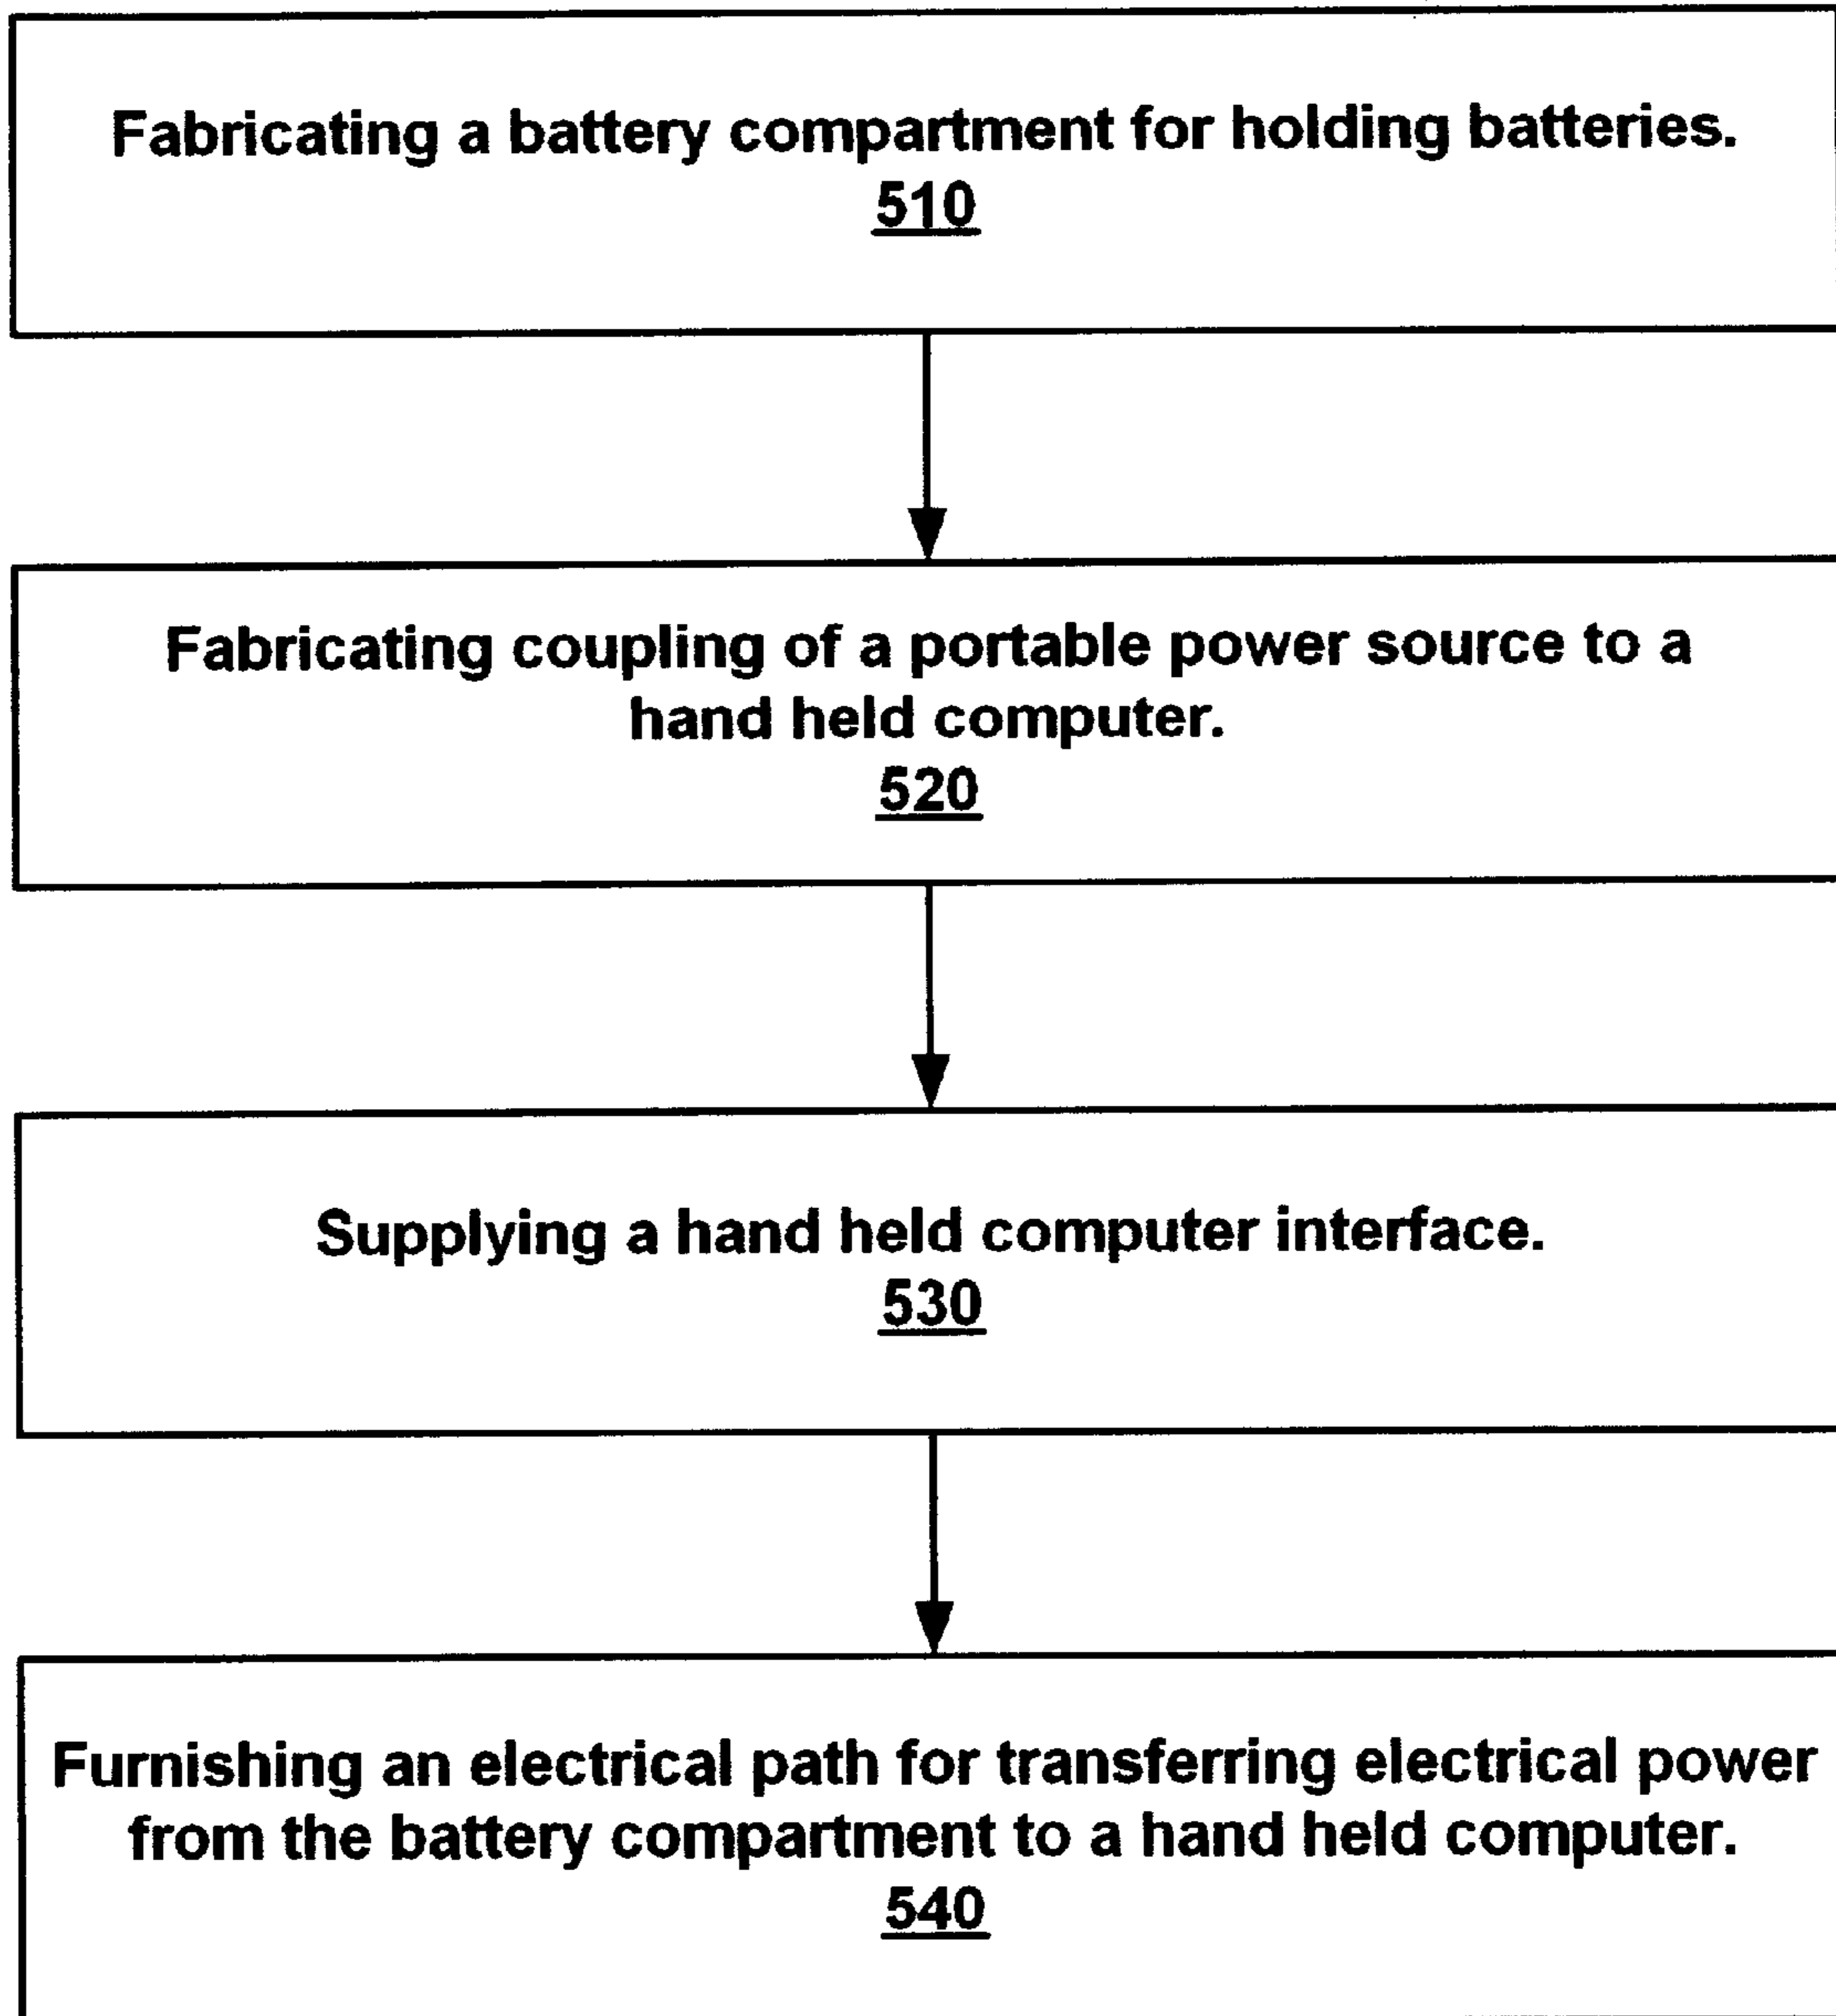 Fabricating a battery compartment for holding batteries.
510
Fabricating coupling of a portable power source to a
hand held computer.
520
Supplying a hand held computer interface.
530
Furnishing an electrical path for transferring electrical power
from the battery compartment to a hand held computer.
540